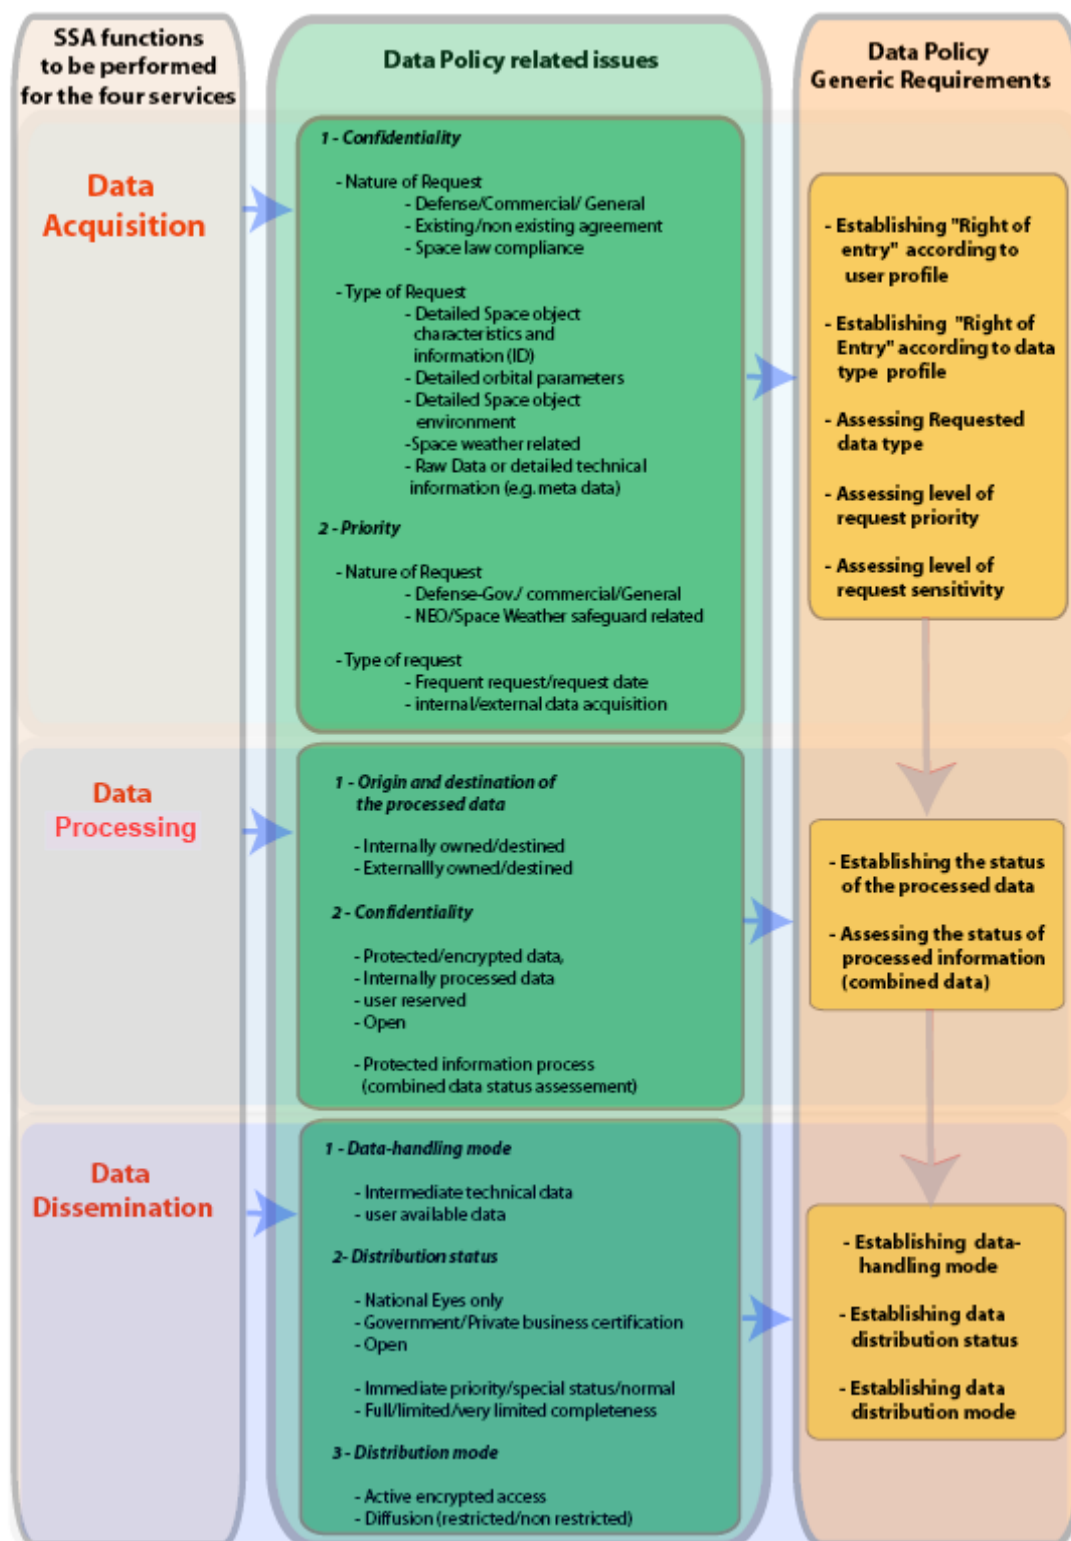 SSA functions
to be performed
for the four services
Data Policy related issues
Data Policy
Generic Requirements
Data
Acquisition
1 - Confidentiality
- Nature of Request
- Defense/Commercial/ General
- Existing/non existing agreement
- Space law compliance
- Type of Request
- Detailed Space object
characteristics and
information (ID)
- Detailed orbital parameters
- Detailed Space object
environment
-Space weather related
- Raw Data or detailed technical
information (e.g. meta data)
2 - Priority
- Nature of Request
- Defense-Gov./ commercial/General
- NEO/Space Weather safeguard related
- Type of request
- Frequent request/request date
- internal/external data acquisition
- Establishing "Right of
entry" according to
user profile
- Establishing "Right of
Entry" according to data
type profile
- Assessing Requested
data type
- Assessing level of
request priority
- Assessing level of
request sensitivity
Data
Processing
1 - Origin and destination of
the processed data
- Internally owned/destined
- Externallly owned/destined
2 - Confidentiality
- Protected/encrypted data,
- Internally processed data
- user reserved
- Open
- Protected information process
(combined data status assessement)
- Establishing the status
of the processed data
- Assessing the status of
processed information
(combined data)
Data
Dissemination
1 - Data-handling mode
- Intermediate technical data
- user available data
2- Distribution status
- National Eyes only
- Government/Private business certification
- Open
- Immediate priority/special status/normal
- Full/limited/very limited completeness
3 - Distribution mode
- Active encrypted access
- Diffusion (restricted/non restricted)
- Establishing data-
handling mode
- Establishing data
distribution status
- Establishing data
distribution mode